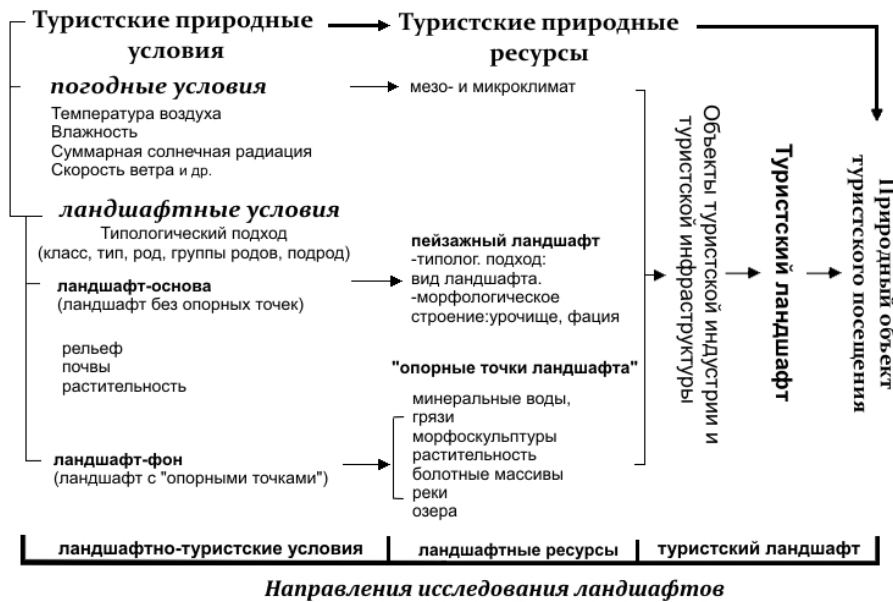 Туристские природные
условия
Туристские природные
ресурсы
погодные условия
мезо- и микроклимат
Температура воздуха
Влажность
Суммарная солнечная радиация
Скорость ветра и др.
ландшафтные условия
Типологический подход
(класс, тип, род, группы родов, подрод)
ландшафт-основа
(ландшафт без опорных точек)
рельеф
почвы
растительность
ландшафт-фон
(ландшафт с "опорными точками")
пейзажный ландшафт
-типолог. подход:
вид ландшафта.
-морфологическое
строение:урочище, фация
"опорные точки ландшафта"
минеральные воды,
грязи
морфоскульптуры
растительность
болотные массивы
реки
озера
Объекты туристской индустрии и
туристской инфраструктуры
Туристский ландшафт
Природный объект
туристского посещения
ландшафтно-туристские условия
ландшафтные ресурсы
туристский ландшафт
Направления исследования ландшафтов